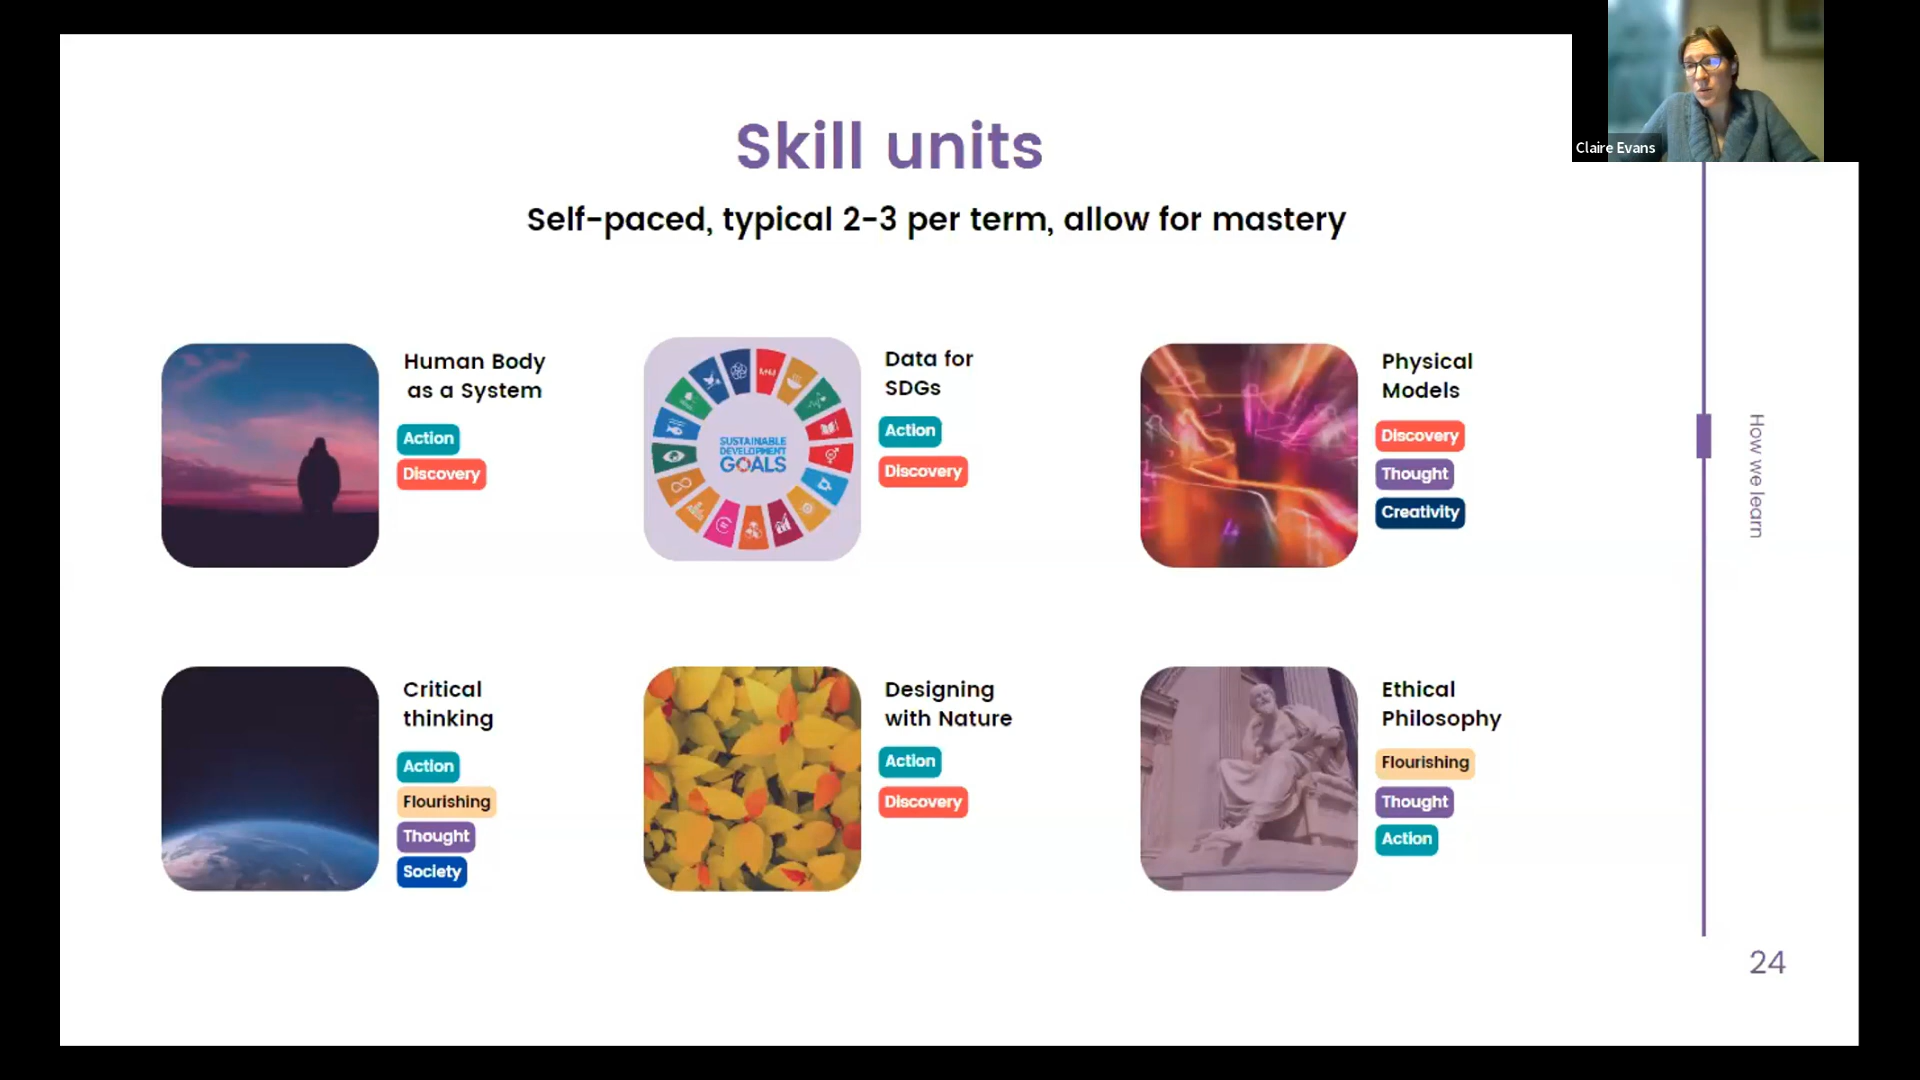 Claire Evans
Skill units
Self-paced, typical 2-3 per term, allow for mastery
Human Body
as a System
Action
Discovery
SUSTAINABLE
DEVELOPMENT
GOALS
Data for
SDGs
Action
Discovery
Physical
Models
Discovery
Thought
Creativity
How we learn
Critical
thinking
Action
Flourishing
Thought
Society
Designing
with Nature
Action
Discovery
Ethical
Philosophy
Flourishing
Thought
Action
24